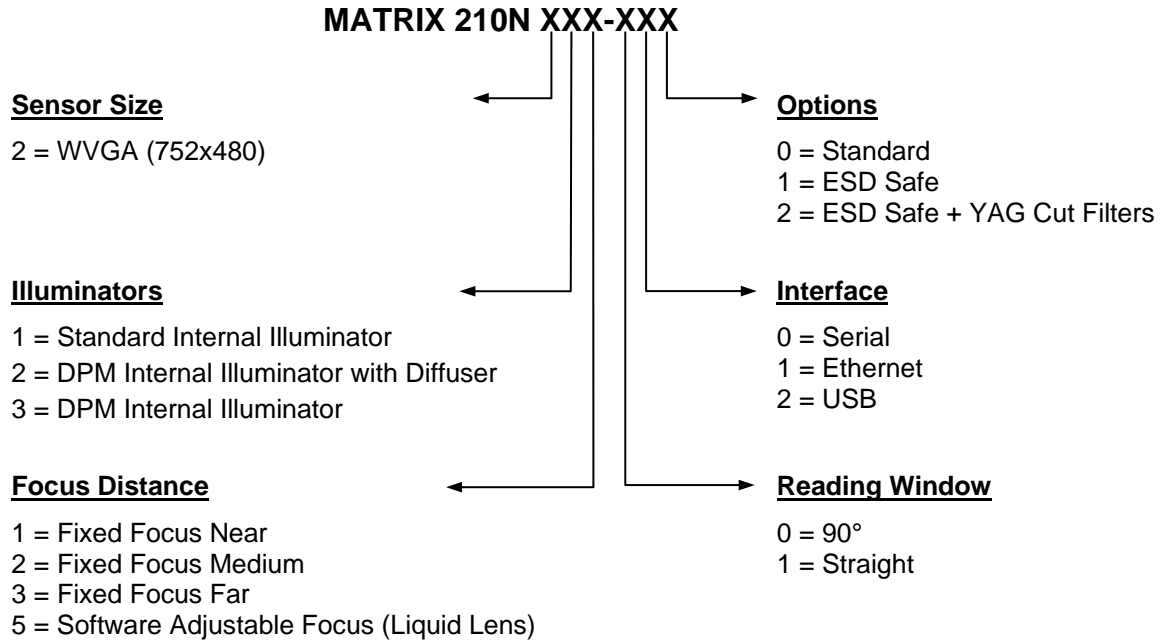 MATRIX 210N XXX-XXX
Sensor Size
2 = WVGA (752x480)
Illuminators
1 = Standard Internal Illuminator
2 = DPM Internal Illuminator with Diffuser
3 = DPM Internal Illuminator
Focus Distance
1 = Fixed Focus Near
2 = Fixed Focus Medium
3 = Fixed Focus Far
5 = Software Adjustable Focus (Liquid Lens)
Options
0 = Standard
1 = ESD Safe
2 = ESD Safe + YAG Cut Filters
Interface
0 = Serial
1 = Ethernet
2 = USB
Reading Window
0 = 90°
1 = Straight